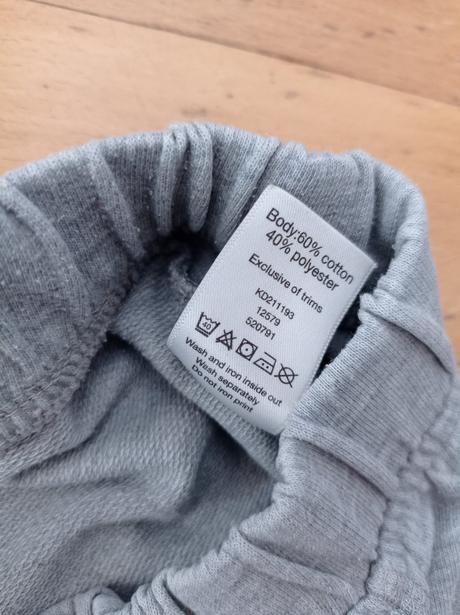 Body:60% cotton
40% polyester
Exclusive of trims
KD211193
12579
520791
40
Wash and iron inside out
Wash separately
Do not iron print